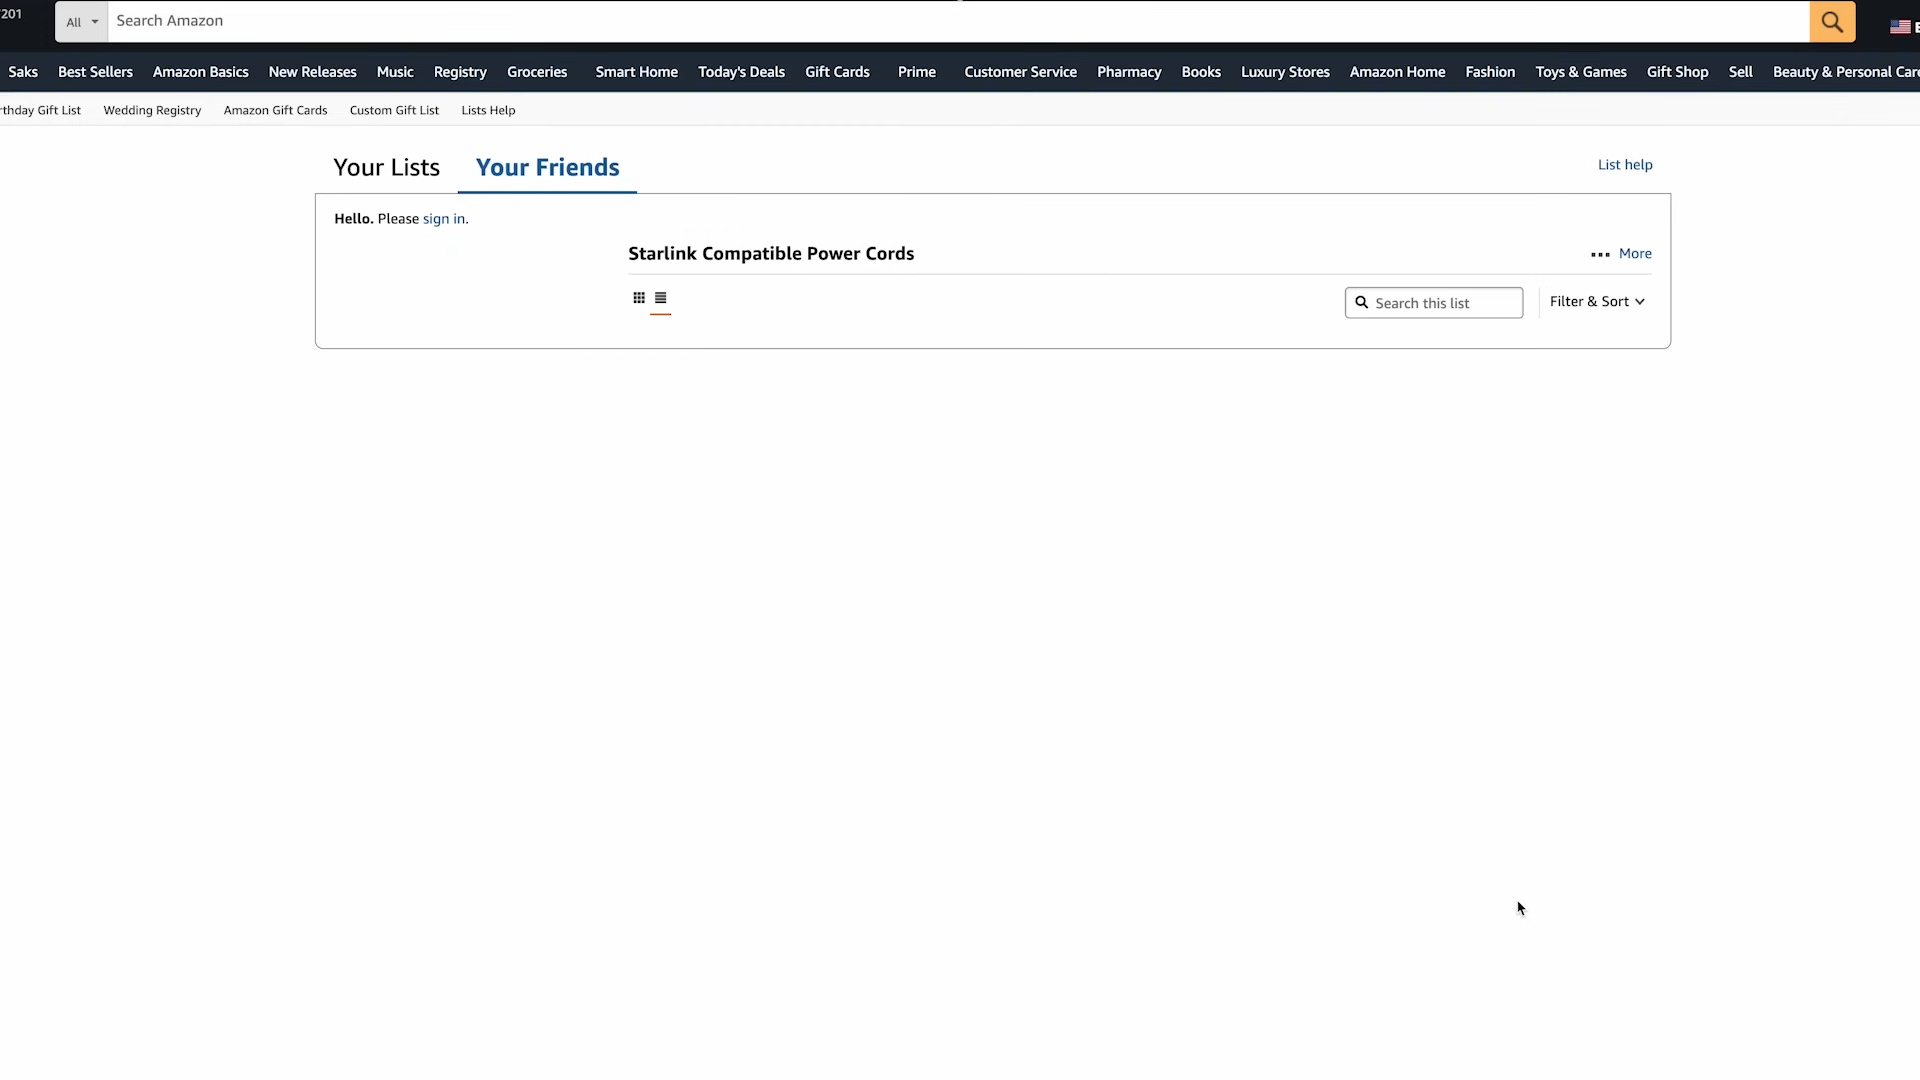 201
All
Search Amazon
Saks Best Sellers Amazon Basics New Releases Music Registry Groceries Smart Home Today's Deals Gift Cards Prime Customer Service Pharmacy Books Luxury Stores Amazon Home Fashion Toys & Games Gift Shop Sell Beauty & Personal Care
rthday Gift List Wedding Registry Amazon Gift Cards Custom Gift List Lists Help
Your Lists Your Friends List help
Hello. Please sign in.
Starlink Compatible Power Cords More
Search this list Filter & Sort